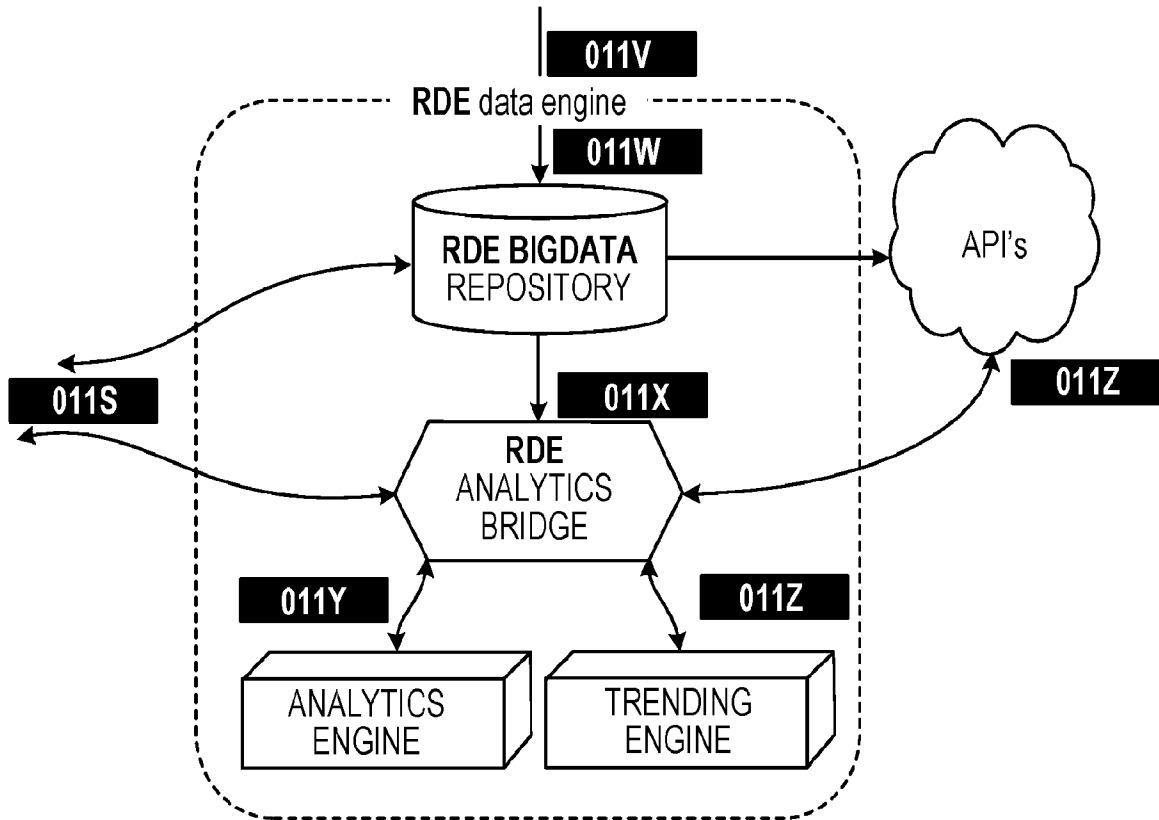 011V
RDE data engine
011W
RDE BIGDATA
REPOSITORY
API's
011S
011X
011Z
RDE
ANALYTICS
BRIDGE
011Y
011Z
ANALYTICS
ENGINE
TRENDING
ENGINE